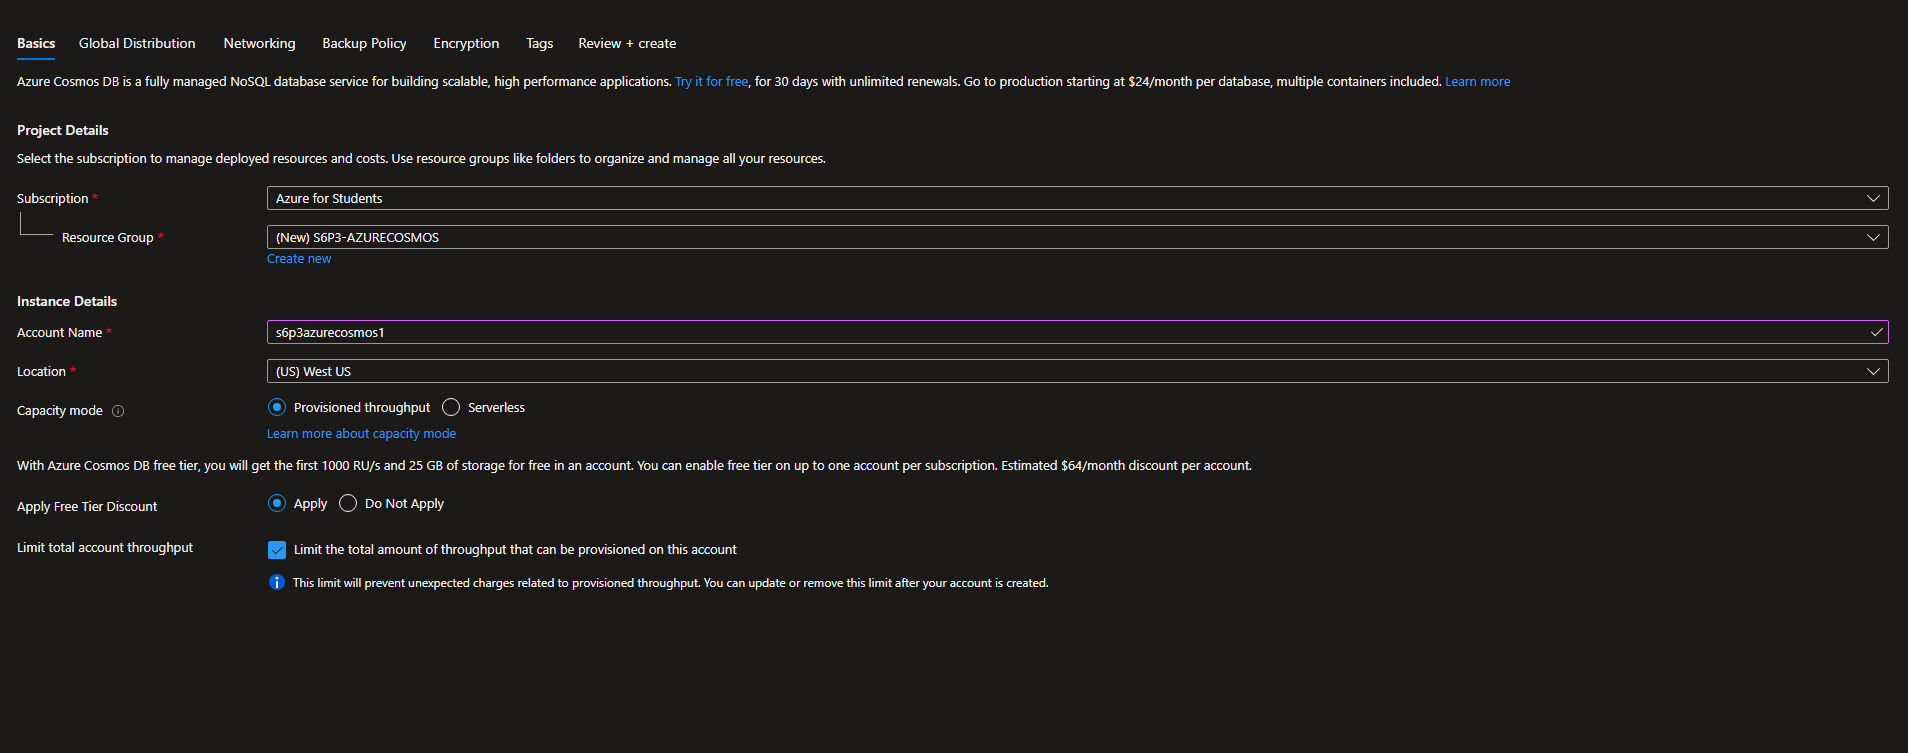 Basics Global Distribution Networking Backup Policy Encryption Tags Review + create
Azure Cosmos DB is a fully managed NoSQL database service for building scalable, high performance applications. Try it for free, for 30 days with unlimited renewals. Go to production starting at $24/month per database, multiple containers included. Learn more
Project Details
Select the subscription to manage deployed resources and costs. Use resource groups like folders to organize and manage all your resources.
Subscription * Azure for Students
Resource Group * (New) S6P3-AZURECOSMOS
Create new
Instance Details
Account Name * s6p3azurecosmos1
Location * (US) West US
Capacity mode Provisioned throughput Serverless
Learn more about capacity mode
With Azure Cosmos DB free tier, you will get the first 1000 RU/s and 25 GB of storage for free in an account. You can enable free tier on up to one account per subscription. Estimated $64/month discount per account.
Apply Free Tier Discount Apply Do Not Apply
Limit total account throughput Limit the total amount of throughput that can be provisioned on this account
This limit will prevent unexpected charges related to provisioned throughput. You can update or remove this limit after your account is created.